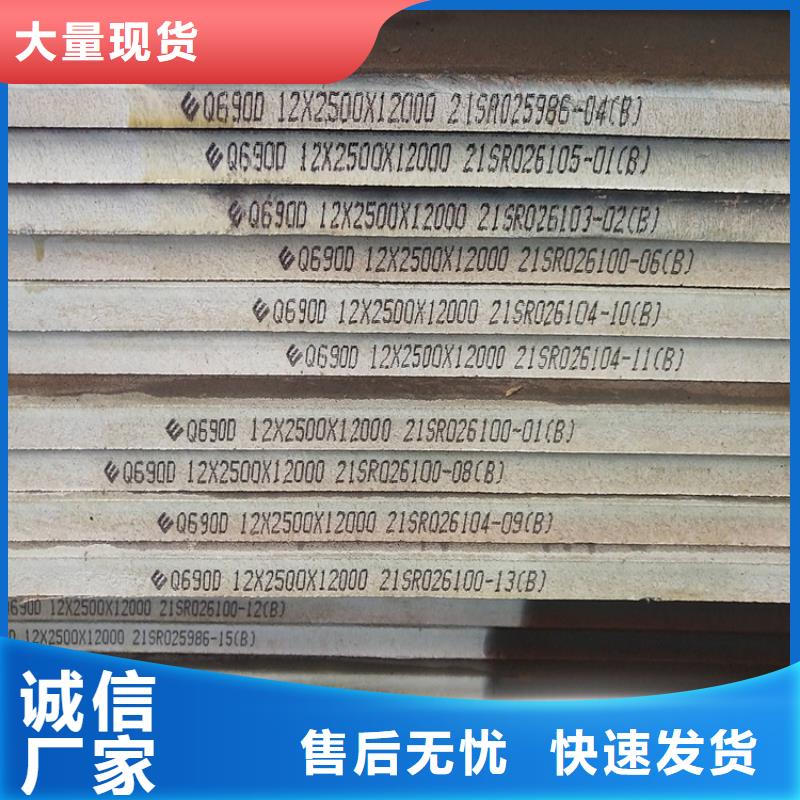 大量现货
Q690D 12X2500X12000 21SR025986-04(B)
Q690D 12X2500X12000 21SR026105-01(B)
Q690D 12X2500X12000 21SR026103-02(B)
Q690D 12X2500X12000 21SR026100-06(B)
Q690D 12X2500X12000 21SR026104-10(B)
Q690D 12X2500X12000 21SR026104-11(B)
Q690D 12X2500X12000 21SR026100-01(B)
Q690D 12X2500X12000 21SR026100-08(B)
Q690D 12X2500X12000 21SR026104-09(B)
Q690D 12X2500X12000 21SR026100-13(B)
690D 12X2500X12000 21SR026100-12(B)
D 12X2500X12000 21SR025986-15(B)
诚信
厂家
售后无忧 快速发货